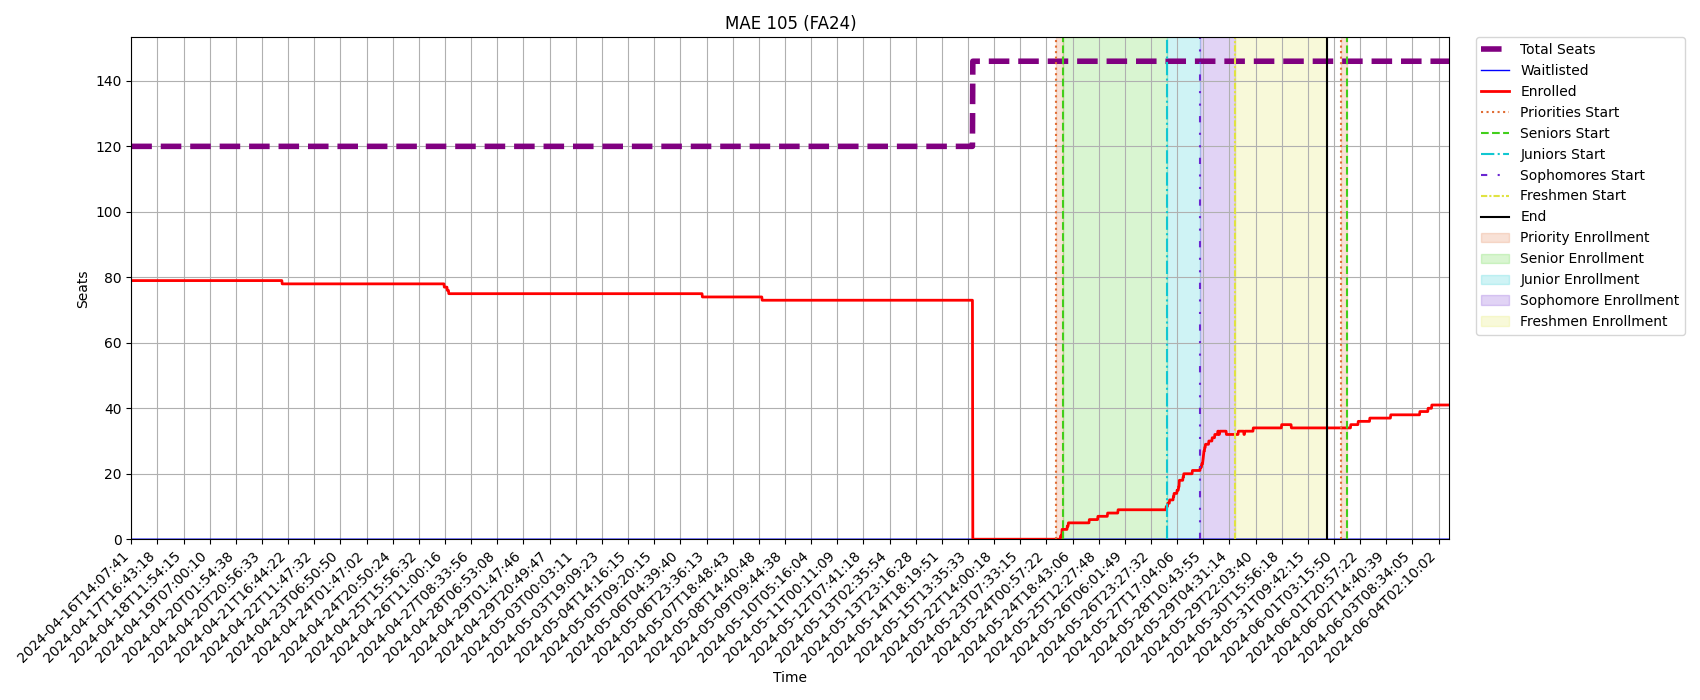 MAE 105 (FA24)
Seats
140
120
100
80
60
40
20
0
2024-04-16T14:07:41
2024-04-17T16:43:18
2024-04-18T11:54:15
2024-04-19T07:00:10
2024-04-20T01:54:38
2024-04-20T20:56:33
2024-04-21T16:44:22
2024-04-22T11:47:32
2024-04-23T06:50:50
2024-04-24T01:47:02
2024-04-24T20:50:24
2024-04-25T15:56:32
2024-04-26T11:00:16
2024-04-27T08:33:56
2024-04-28T06:53:08
2024-04-29T01:47:46
2024-04-29T20:49:47
2024-05-03T00:03:11
2024-05-03T19:09:23
2024-05-04T14:16:15
2024-05-05T09:20:15
2024-05-06T04:39:40
2024-05-06T23:36:13
2024-05-07T18:48:43
2024-05-08T14:40:48
2024-05-09T09:44:38
2024-05-10T05:16:04
2024-05-11T00:11:09
2024-05-12T07:41:18
2024-05-13T02:35:54
2024-05-13T23:16:28
2024-05-14T18:19:51
2024-05-15T13:35:33
2024-05-22T14:00:18
2024-05-23T07:33:15
2024-05-24T00:57:22
2024-05-24T18:43:06
2024-05-25T12:27:48
2024-05-26T06:01:49
2024-05-26T23:27:32
2024-05-27T17:04:06
2024-05-28T10:43:55
2024-05-29T04:31:14
2024-05-29T22:03:40
2024-05-30T15:56:18
2024-05-31T09:42:15
2024-06-01T03:15:50
2024-06-01T20:57:22
2024-06-02T14:40:39
2024-06-03T08:34:05
2024-06-04T02:10:02
Time
Total Seats
Waitlisted
Enrolled
Priorities Start
Seniors Start
Juniors Start
Sophomores Start
Freshmen Start
End
Priority Enrollment
Senior Enrollment
Junior Enrollment
Sophomore Enrollment
Freshmen Enrollment